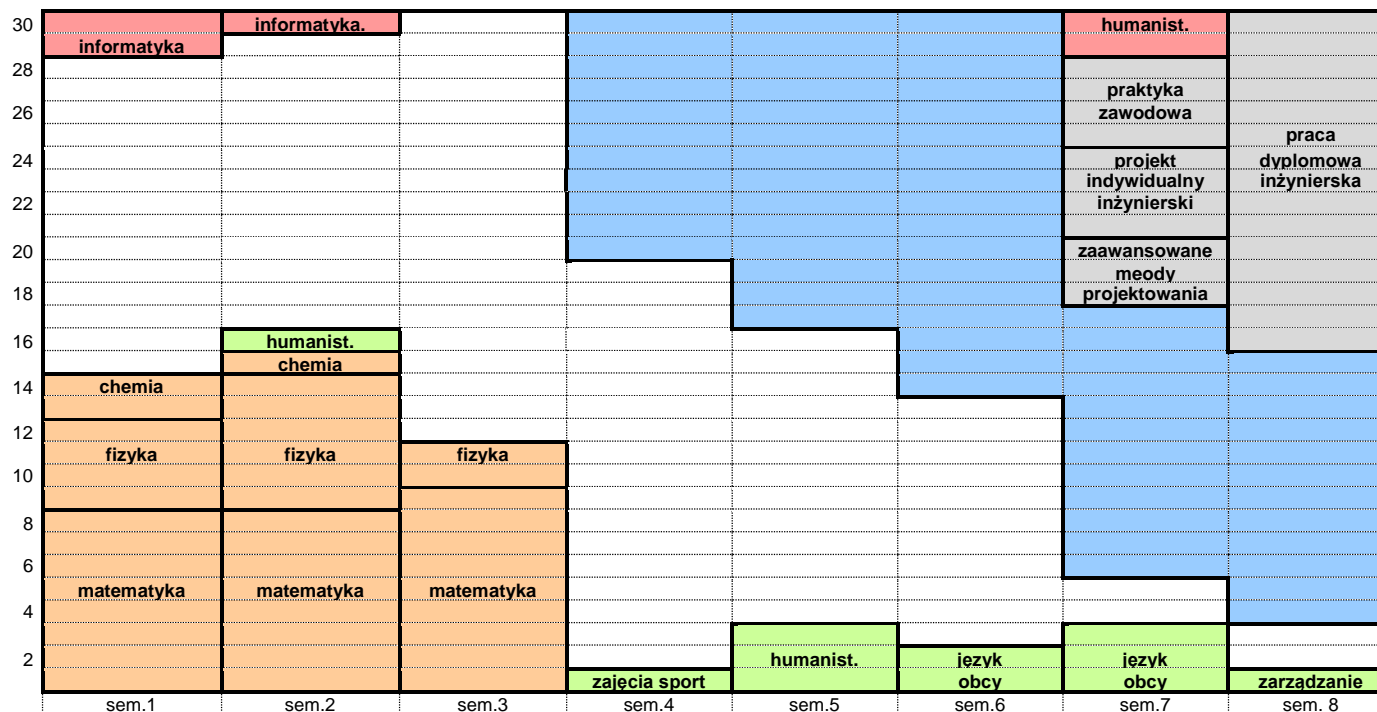 30
informatyka
informatyka.
humanist.
28
praktyka
26
zawodowa
praca
24
projekt
dyplomowa
indywidualny
inżynierska
22
inżynierski
20
zaawansowane
meody
18
projektowania
16
humanist.
chemia
14
chemia
12
fizyka
fizyka
fizyka
10
8
6
matematyka
matematyka
matematyka
4
2
humanist.
język
język
zajęcia sport
obcy
obcy
zarządzanie
sem.1 sem.2 sem.3 sem.4 sem.5 sem.6 sem.7 sem. 8